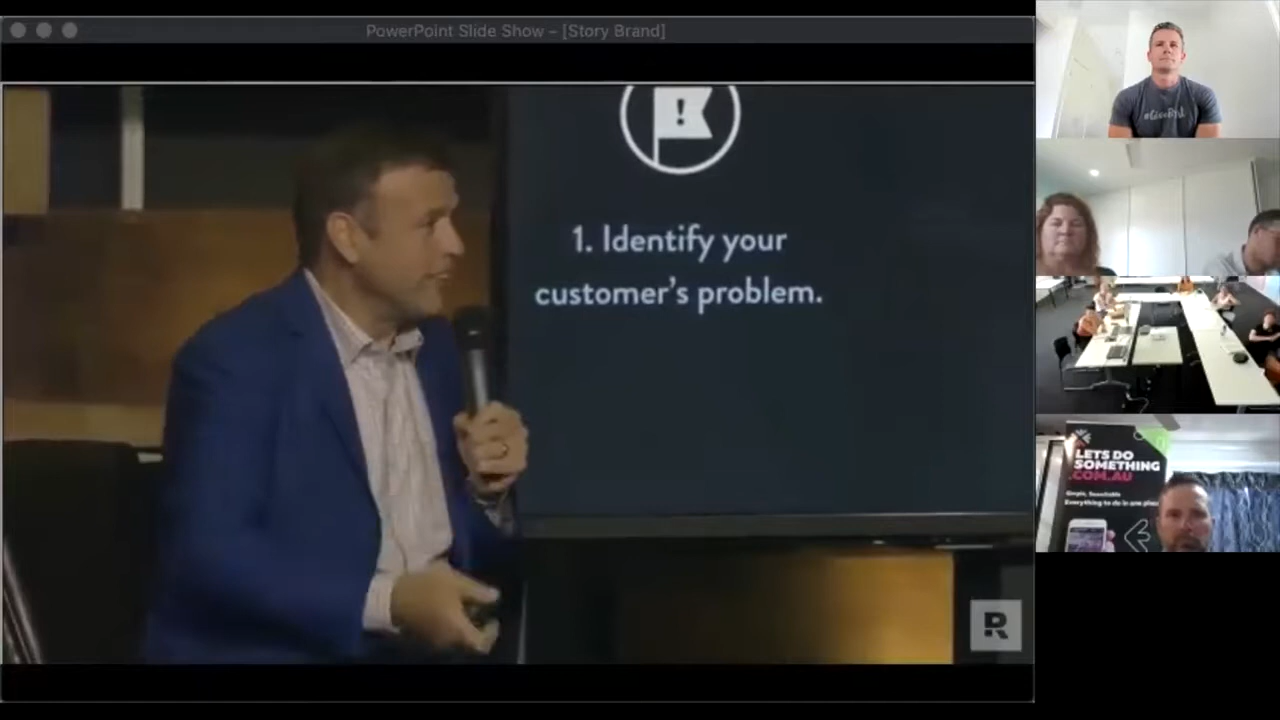 PowerPoint Slide Show – [Story Brand]
!
1. Identify your
customer's problem.
R
LETS DO
SOMETHING
.COM.AU
Everything to do in one place